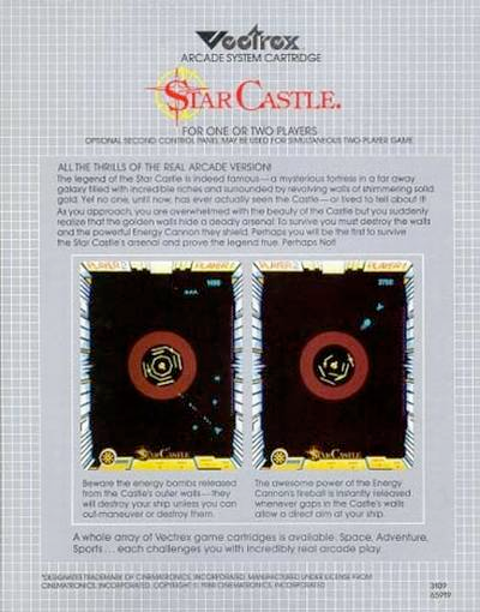 Vectrex
ARCADE SYSTEM CARTRIDGE
STAR CASTLE.
FOR ONE OR TWO PLAYERS
OPTIONAL SECOND CONTROL PANEL MAY BE USED FOR SIMULTANEOUS TWO-PLAYER GAME
ALL THE THRILLS OF THE REAL ARCADE VERSION!
The legend of the Star Castle is indeed famous—a mysterious fortress in a far away
galaxy filled with incredible riches and surrounded by revolving walls of shimmering solid
gold. Yet no one, until now, has ever actually seen the Castle—or lived to tell about it!
As you approach, you are overwhelmed with the beauty of the Castle but you suddenly
realize that the golden walls hide a deadly arsenal. To survive you must destroy the walls
and the powerful Energy Cannon they shield. Perhaps you will be the first to survive
the Star Castle's arsenal and prove the legend true. Perhaps Not!
PLAYER 2 PLAYER 1
STAR CASTLE
PLAYER 2 PLAYER 1
3750
STAR CASTLE
Beware the energy bombs released
from the Castle's outer walls—they
will destroy your ship unless you can
out-maneuver or destroy them.
The awesome power of the Energy
Cannon's fireball is instantly released
whenever gaps in the Castle's walls
allow a direct aim at your ship.
A whole array of Vectrex game cartridges is available. Space, Adventure,
Sports... each challenges you with incredibly real arcade play.
*DESIGNATES TRADEMARK OF CINEMATRONICS, INCORPORATED. MANUFACTURED UNDER LICENSE FROM
CINEMATRONICS, INCORPORATED. COPYRIGHT © CINEMATRONICS INCORPORATED
3109